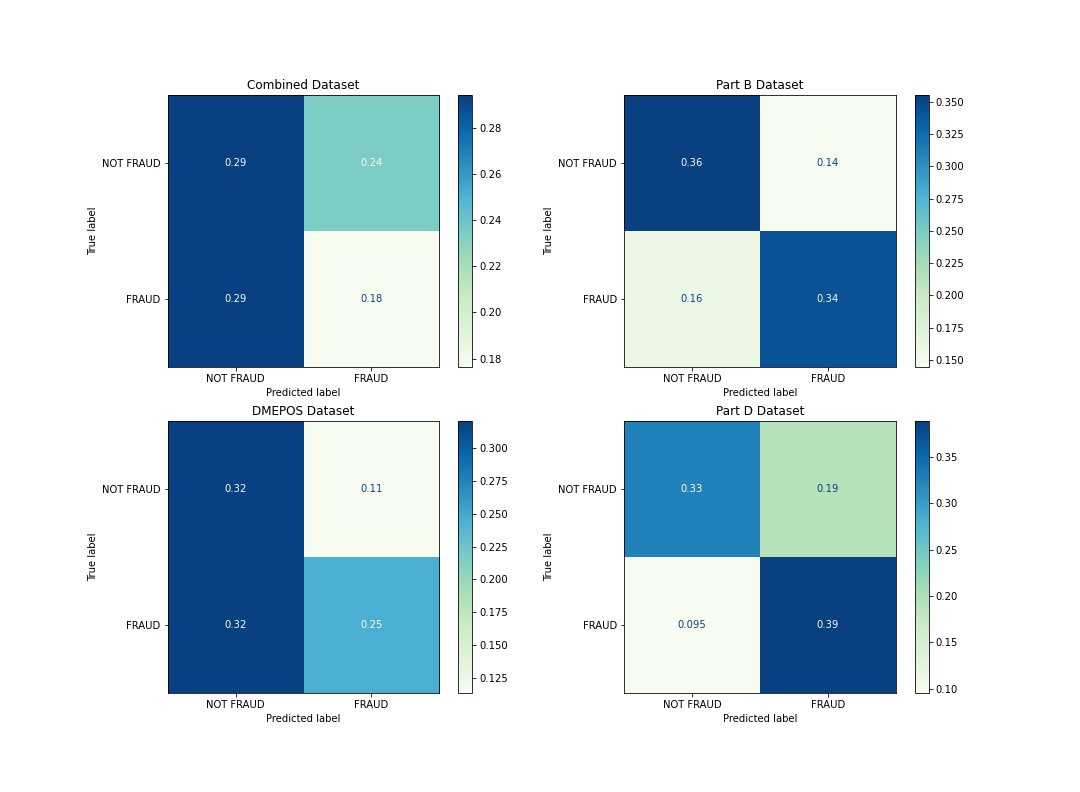 Combined Dataset
NOT FRAUD
0.29
0.24
FRAUD
0.29
0.18
True label
NOT FRAUD
FRAUD
Predicted label
0.28
0.26
0.24
0.22
0.20
0.18
Part B Dataset
NOT FRAUD
0.36
0.14
FRAUD
0.16
0.34
True label
NOT FRAUD
FRAUD
Predicted label
0.350
0.325
0.300
0.275
0.250
0.225
0.200
0.175
0.150
DMEPOS Dataset
NOT FRAUD
0.32
0.11
FRAUD
0.32
0.25
True label
NOT FRAUD
FRAUD
Predicted label
0.300
0.275
0.250
0.225
0.200
0.175
0.150
0.125
Part D Dataset
NOT FRAUD
0.33
0.19
FRAUD
0.095
0.39
True label
NOT FRAUD
FRAUD
Predicted label
0.35
0.30
0.25
0.20
0.15
0.10